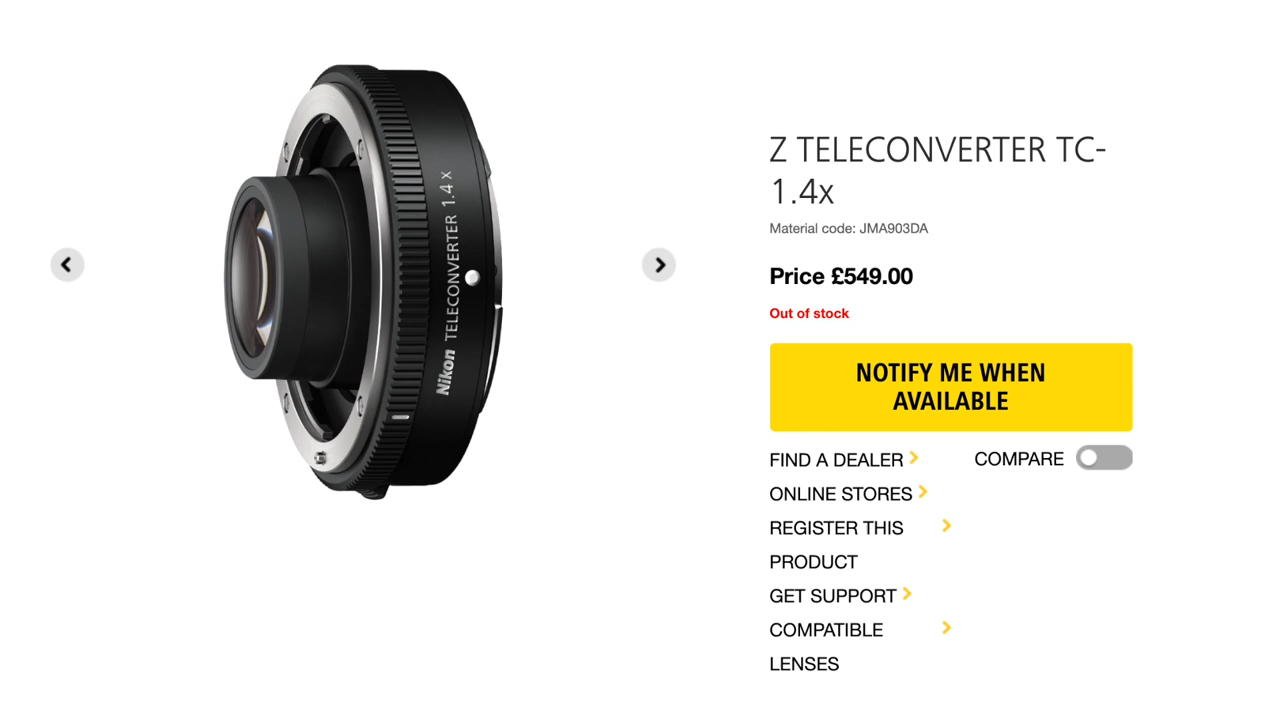 Nikon TELECONVERTER 1.4x
Z TELECONVERTER TC-
1.4x
Material code: JMA903DA
Price £549.00
Out of stock
NOTIFY ME WHEN
AVAILABLE
FIND A DEALER
COMPARE
ONLINE STORES
REGISTER THIS
PRODUCT
GET SUPPORT
COMPATIBLE
LENSES